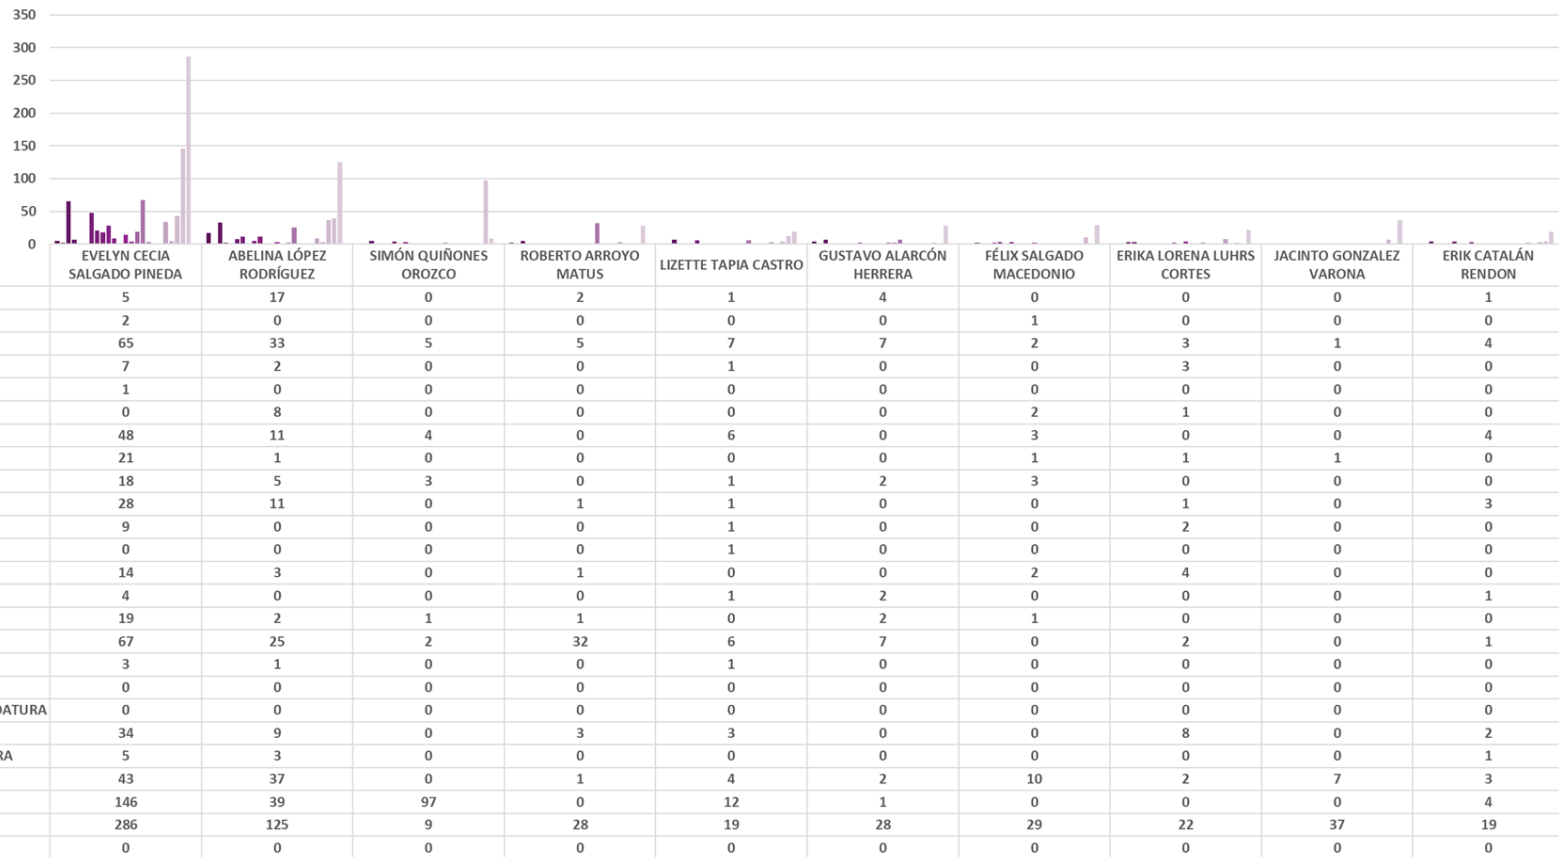 350
300
250
200
150
100
50
0
EVELYN CECIA SALGADO PINEDA
ABELINA LÓPEZ RODRÍGUEZ
SIMÓN QUIÑONES OROZCO
ROBERTO ARROYO MATUS
LIZETTE TAPIA CASTRO
GUSTAVO ALARCÓN HERRERA
FÉLIX SALGADO MACEDONIO
ERIKA LORENA LUHRS CORTES
JACINTO GONZALEZ VARONA
ERIK CATALÁN RENDON
5 17 0 2 1 4 0 0 0 1
2 0 0 0 0 0 1 0 0 0
65 33 5 5 7 7 2 3 1 4
7 2 0 0 1 0 0 3 0 0
1 0 0 0 0 0 0 0 0 0
0 8 0 0 0 0 2 1 0 0
48 11 4 0 6 0 3 0 0 4
21 1 0 0 0 0 1 1 1 0
18 5 3 0 1 2 3 0 0 0
28 11 0 1 1 0 0 1 0 3
9 0 0 0 1 0 0 2 0 0
0 0 0 0 1 0 0 0 0 0
14 3 0 1 0 0 2 4 0 0
4 0 0 0 1 2 0 0 0 1
19 2 1 1 0 2 1 0 0 0
67 25 2 32 6 7 0 2 0 1
3 1 0 0 1 0 0 0 0 0
0 0 0 0 0 0 0 0 0 0
DATURA 0 0 0 0 0 0 0 0 0 0
34 9 0 3 3 0 0 8 0 2
RA 5 3 0 0 0 0 0 0 0 1
43 37 0 1 4 2 10 2 7 3
146 39 97 0 12 1 0 0 0 4
286 125 9 28 19 28 29 22 37 19
0 0 0 0 0 0 0 0 0 0